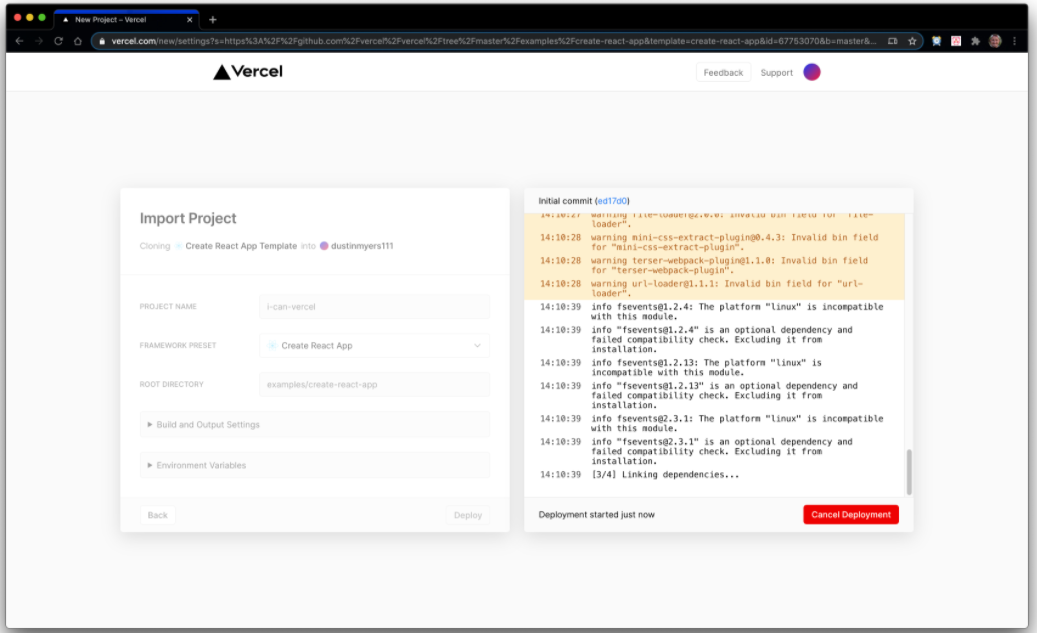 New Project – Vercel
vercel.com/new/settings?s=https%3A%2F%2Fgithub.com%2Fvercel%2Fvercel%2Ftree%2Fmaster%2Fexamples%2Fcreate-react-app&template=create-react-app&id=67753070&b=master&...
Vercel
Feedback
Support
Import Project
Cloning Create React App Template into dustinmyers111
PROJECT NAME
i-can-vercel
FRAMEWORK PRESET
Create React App
ROOT DIRECTORY
examples/create-react-app
Build and Output Settings
Environment Variables
Back
Deploy
Initial commit (ed17d0)
14:10:27 warning file-loader@2.0.0: Invalid bin field for "file-
loader".
14:10:28 warning mini-css-extract-plugin@0.4.3: Invalid bin field
for "mini-css-extract-plugin".
14:10:28 warning terser-webpack-plugin@1.1.0: Invalid bin field
for "terser-webpack-plugin".
14:10:28 warning url-loader@1.1.1: Invalid bin field for "url-
loader".
14:10:39 info fsevents@1.2.4: The platform "linux" is incompatible
with this module.
14:10:39 info "fsevents@1.2.4" is an optional dependency and
failed compatibility check. Excluding it from
installation.
14:10:39 info fsevents@1.2.13: The platform "linux" is
incompatible with this module.
14:10:39 info "fsevents@1.2.13" is an optional dependency and
failed compatibility check. Excluding it from
installation.
14:10:39 info fsevents@2.3.1: The platform "linux" is incompatible
with this module.
14:10:39 info "fsevents@2.3.1" is an optional dependency and
failed compatibility check. Excluding it from
installation.
14:10:39 [3/4] Linking dependencies...
Deployment started just now
Cancel Deployment